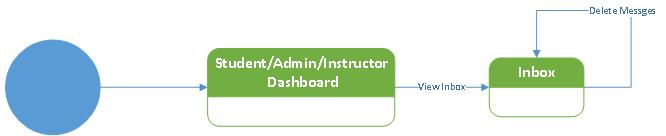 Delete Messges
Student/Admin/Instructor
Dashboard
View Inbox
Inbox